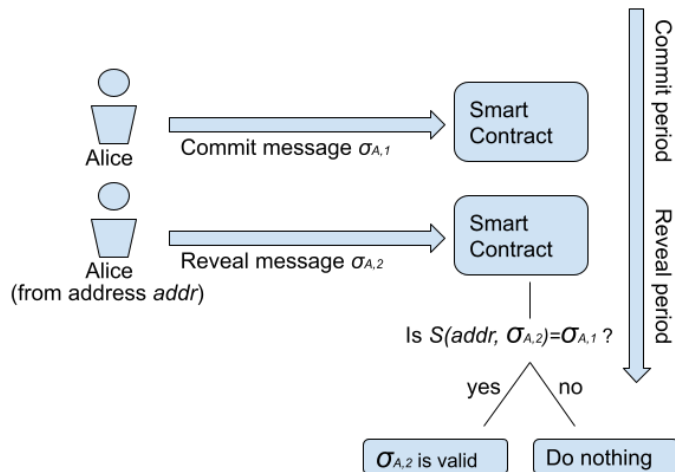 Smart
Contract
Alice
Commit message σA,1
Commit period
Smart
Contract
Alice
(from address addr)
Reveal message σA,2
Reveal period
Is S(addr, σA,2)=σA,1 ?
yes
no
σA,2 is valid
Do nothing